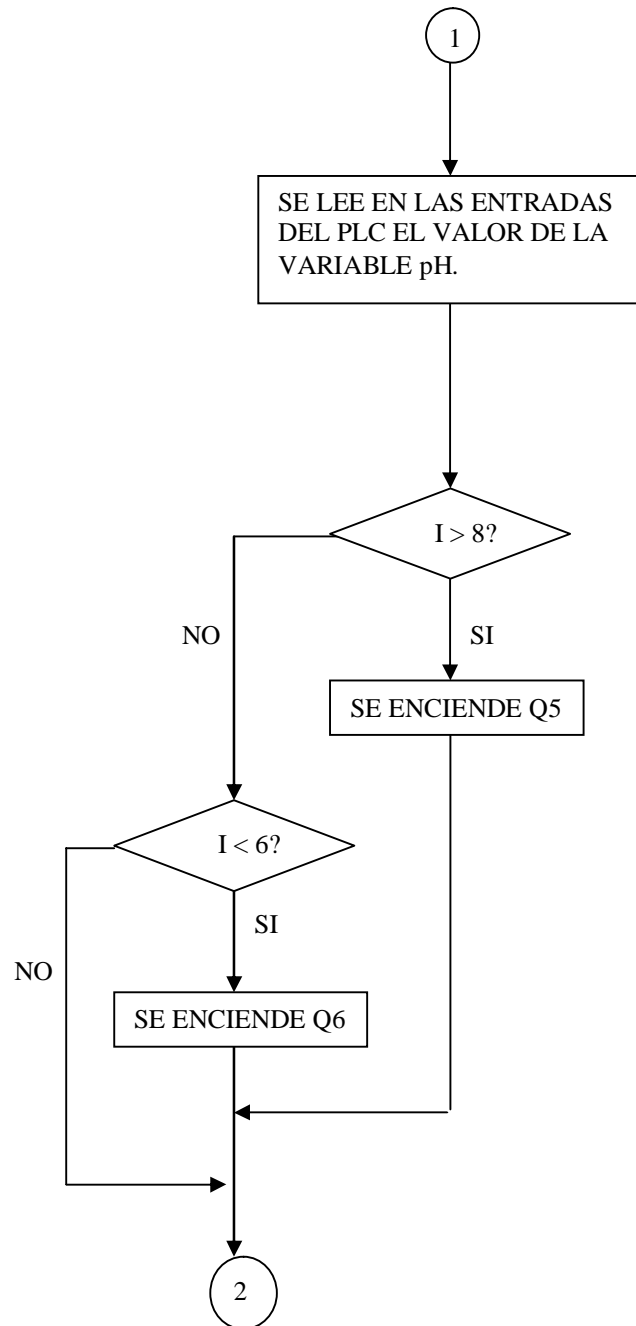 1
SE LEE EN LAS ENTRADAS
DEL PLC EL VALOR DE LA
VARIABLE pH.
I > 8?
NO
SI
SE ENCIENDE Q5
I < 6?
SI
NO
SE ENCIENDE Q6
2